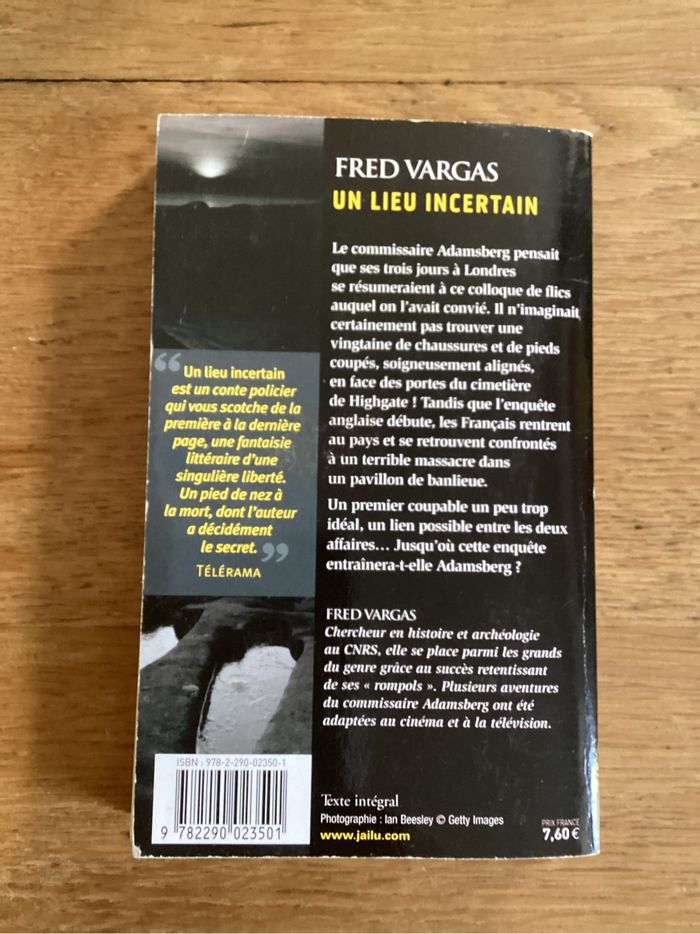 FRED VARGAS
UN LIEU INCERTAIN
Le commissaire Adamsberg pensait
que ses trois jours à Londres
se résumeraient à ce colloque de flics
auquel on l'avait convié. Il n'imaginait
certainement pas trouver une
vingtaine de chaussures et de pieds
coupés, soigneusement alignés,
en face des portes du cimetière
de Highgate ! Tandis que l'enquête
anglaise débute, les Français rentrent
au pays et se retrouvent confrontés
à un terrible massacre dans
un pavillon de banlieue.
Un premier coupable un peu trop
idéal, un lien possible entre les deux
affaires... Jusqu'où cette enquête
entraînera-t-elle Adamsberg ?
“ Un lieu incertain
est un conte policier
qui vous scotche de la
première à la dernière
page, une fantaisie
littéraire d'une
singulière liberté.
Un pied de nez à
la mort, dont l'auteur
a décidément
le secret. ”
TÉLÉRAMA
FRED VARGAS
Chercheur en histoire et archéologie
au CNRS, elle se place parmi les grands
du genre grâce au succès retentissant
de ses « rompols ». Plusieurs aventures
du commissaire Adamsberg ont été
adaptées au cinéma et à la télévision.
ISBN : 978-2-290-02350-1
9 782290 023501
Texte intégral
Photographie : Ian Beesley © Getty Images
www.jailu.com
PRIX FRANCE
7,60 €